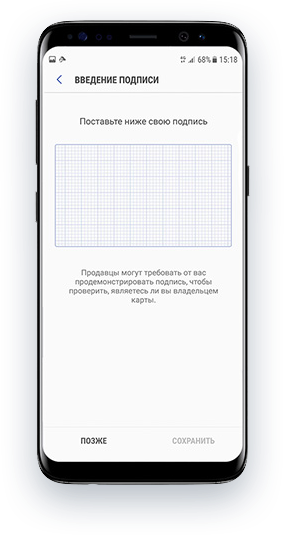 68% 15:18
ВВЕДЕНИЕ ПОДПИСИ
Поставьте ниже свою подпись
Продавцы могут требовать от вас
продемонстрировать подпись, чтобы
проверить, являетесь ли вы владельцем
карты.
ПОЗЖЕ СОХРАНИТЬ